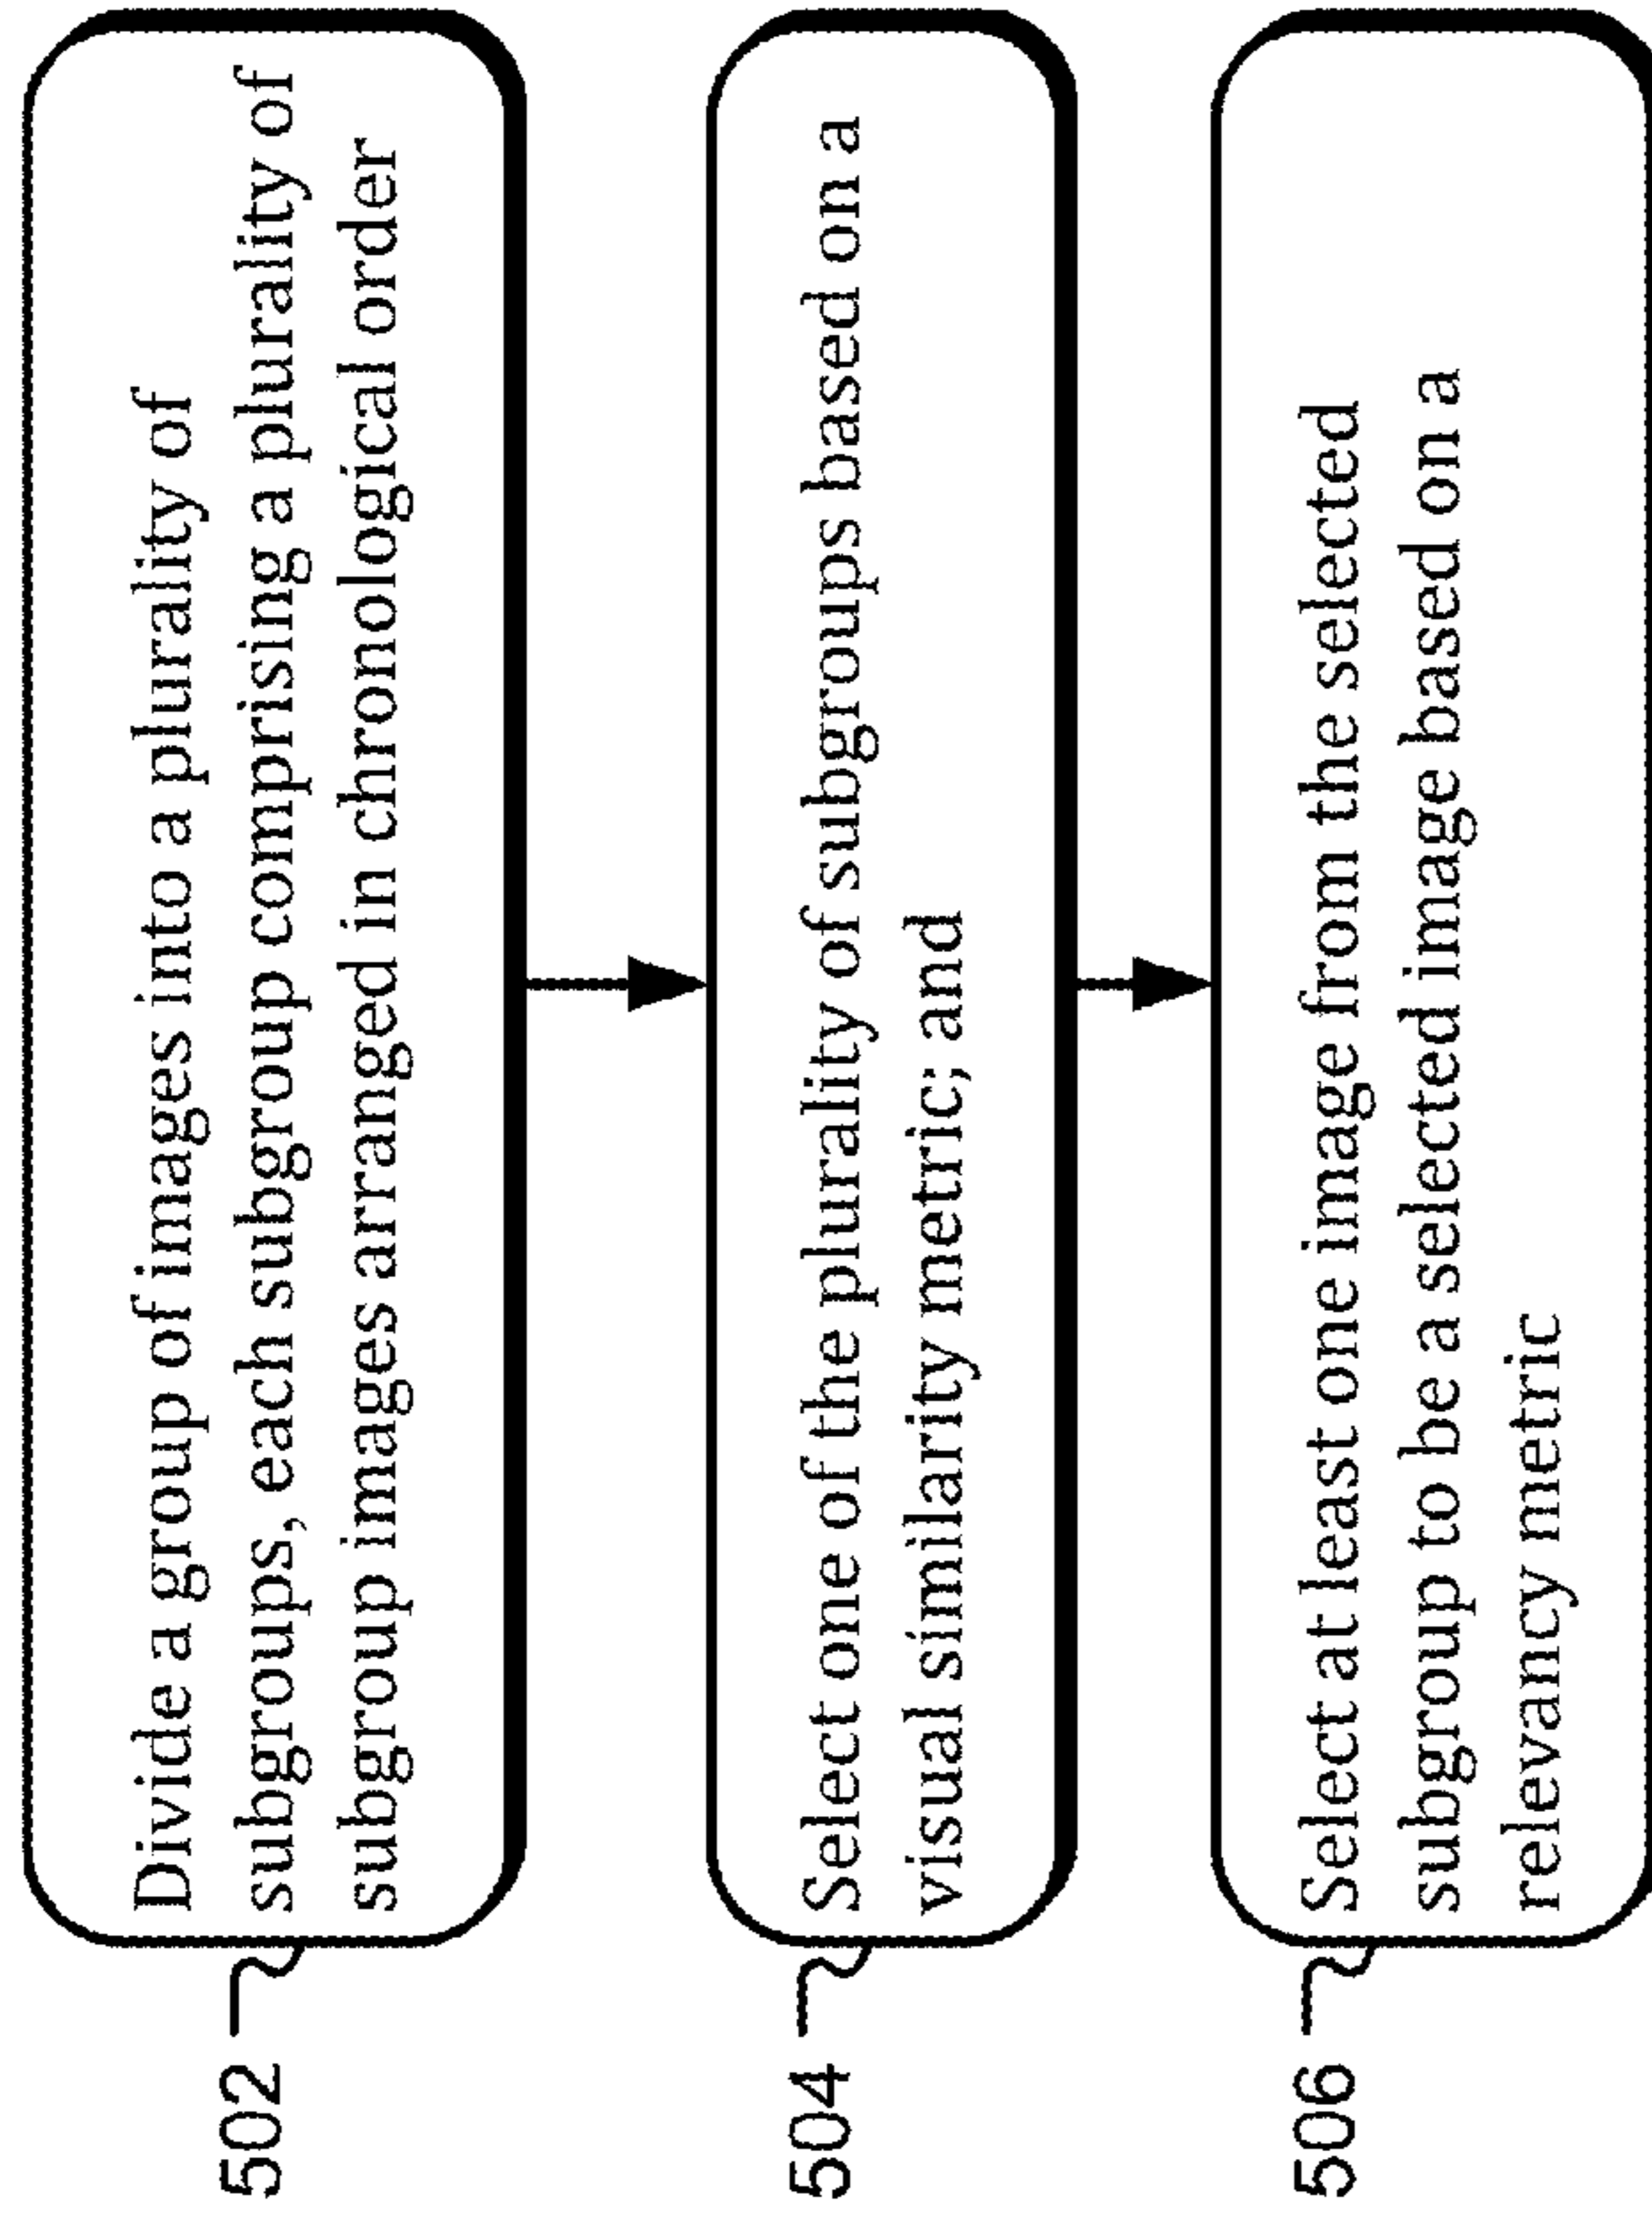 502
Divide a group of images into a plurality of
subgroups, each subgroup comprising a plurality of
subgroup images arranged in chronological order
504
Select one of the plurality of subgroups based on a
visual similarity metric; and
506
Select at least one image from the selected
subgroup to be a selected image based on a
relevancy metric